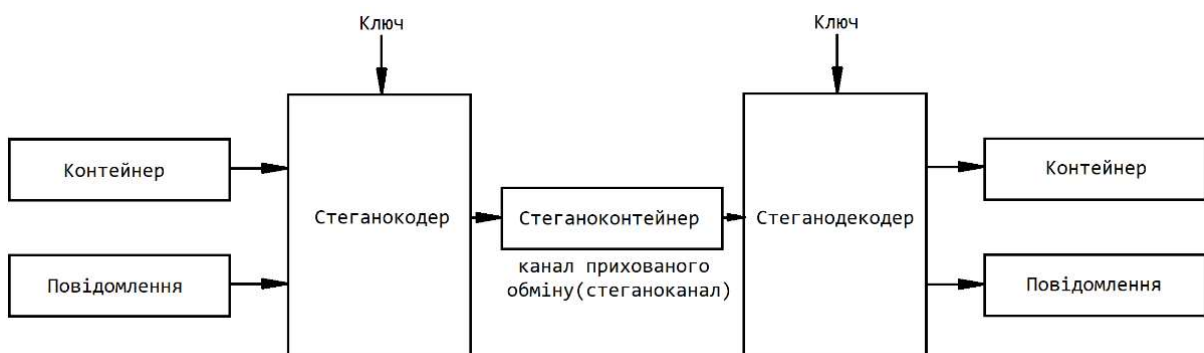 Ключ
Ключ
Контейнер
Повідомлення
Стеганокодер
Стеганоконтейнер
канал прихованого
обміну(стеганоканал)
Стеганодекодер
Контейнер
Повідомлення